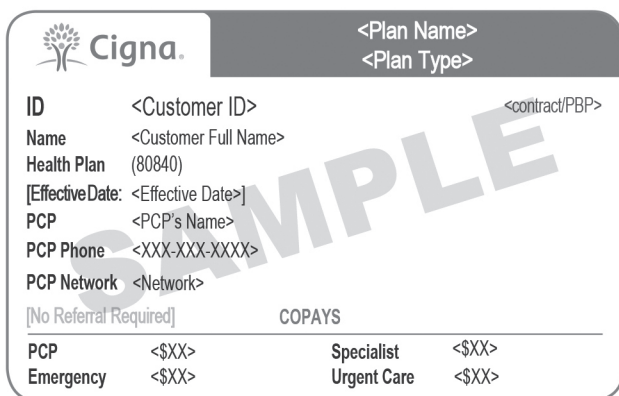 Cigna.
<Plan Name>
<Plan Type>
ID <Customer ID> <contract/PBP>
Name <Customer Full Name>
Health Plan (80840)
[Effective Date: <Effective Date>]
PCP <PCP's Name>
PCP Phone <XXX-XXX-XXXX>
PCP Network <Network>
SAMPLE
[No Referral Required] COPAYS
PCP <$XX> Specialist <$XX>
Emergency <$XX> Urgent Care <$XX>